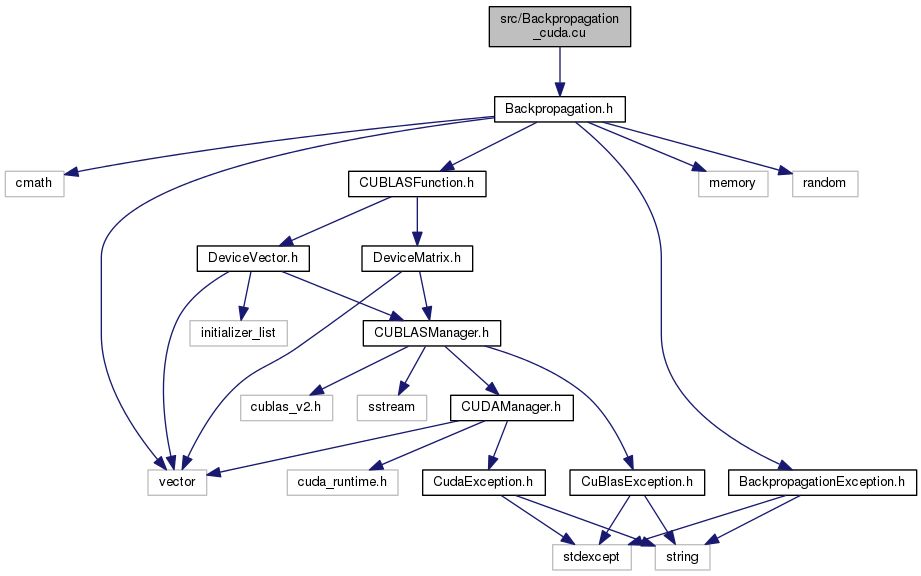 src/Backpropagation
_cuda.cu
Backpropagation.h
cmath
CUBLASFunction.h
memory
random
DeviceVector.h
DeviceMatrix.h
initializer_list
CUBLASManager.h
cublas_v2.h
sstream
CUDAManager.h
vector
cuda_runtime.h
CudaException.h
CuBlasException.h
BackpropagationException.h
stdexcept
string